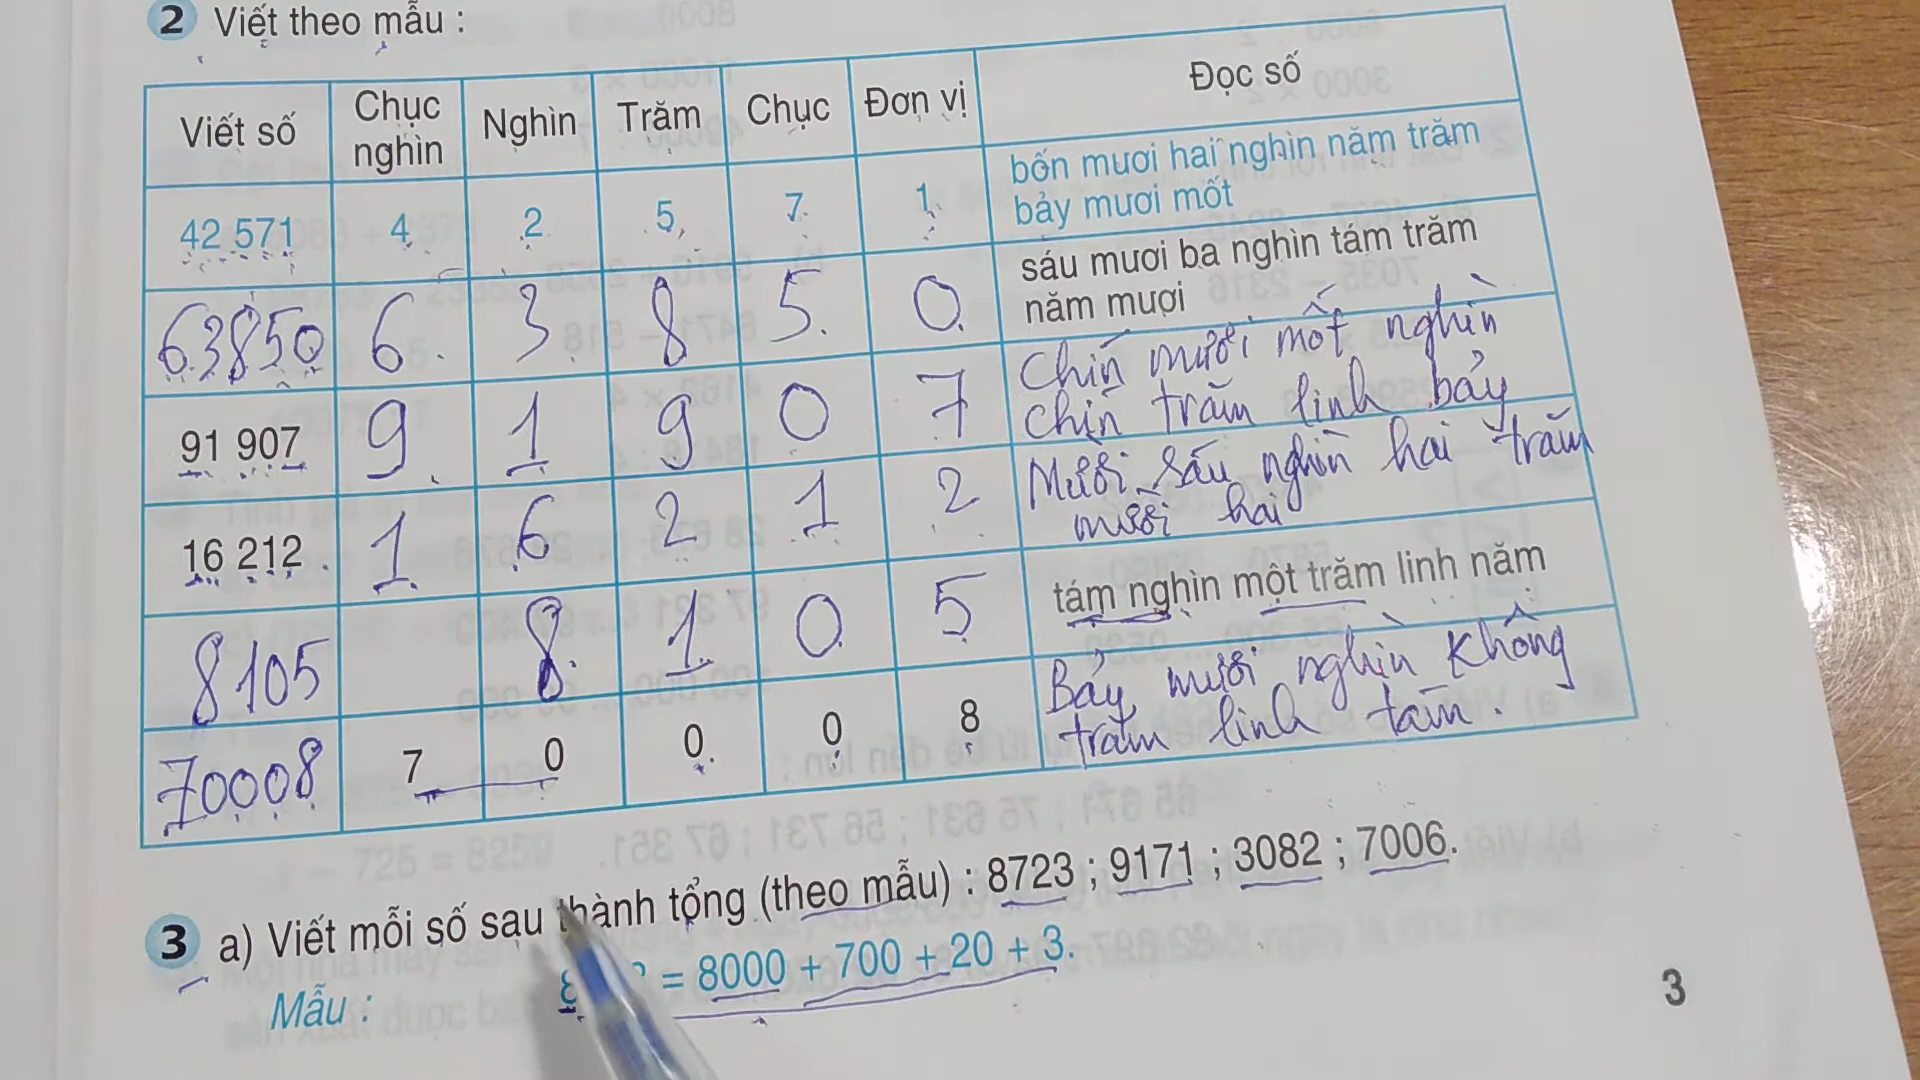 2 Viết theo mẫu :
Viết số Chục nghìn Nghìn Trăm Chục Đơn vị Đọc số
42 571 4 2 5 7 1 bốn mươi hai nghìn năm trăm
bảy mươi mốt
63850 6 3 8 5 0 sáu mươi ba nghìn tám trăm
năm mươi
91 907 9 1 9 0 7 Chín mươi mốt nghìn
chín trăm linh bảy
16 212 1 6 2 1 2 Mười sáu nghìn hai trăm
mười hai
8105 8 1 0 5 tám nghìn một trăm linh năm
70008 7 0 0 0 8 Bảy mươi nghìn không
trăm linh tám.
3 a) Viết mỗi số sau thành tổng (theo mẫu) : 8723 ; 9171 ; 3082 ; 7006.
Mẫu : = 8000 + 700 + 20 + 3.
3